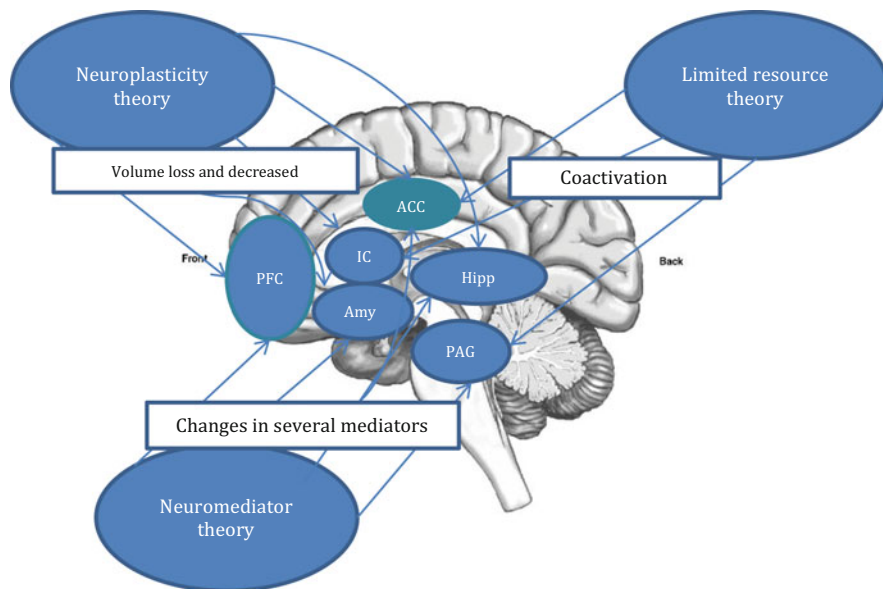 Neuroplasticity
theory
Limited resource
theory
Volume loss and decreased
Coactivation
ACC
Front
PFC
IC
Hipp
Back
Amy
PAG
Changes in several mediators
Neuromediator
theory